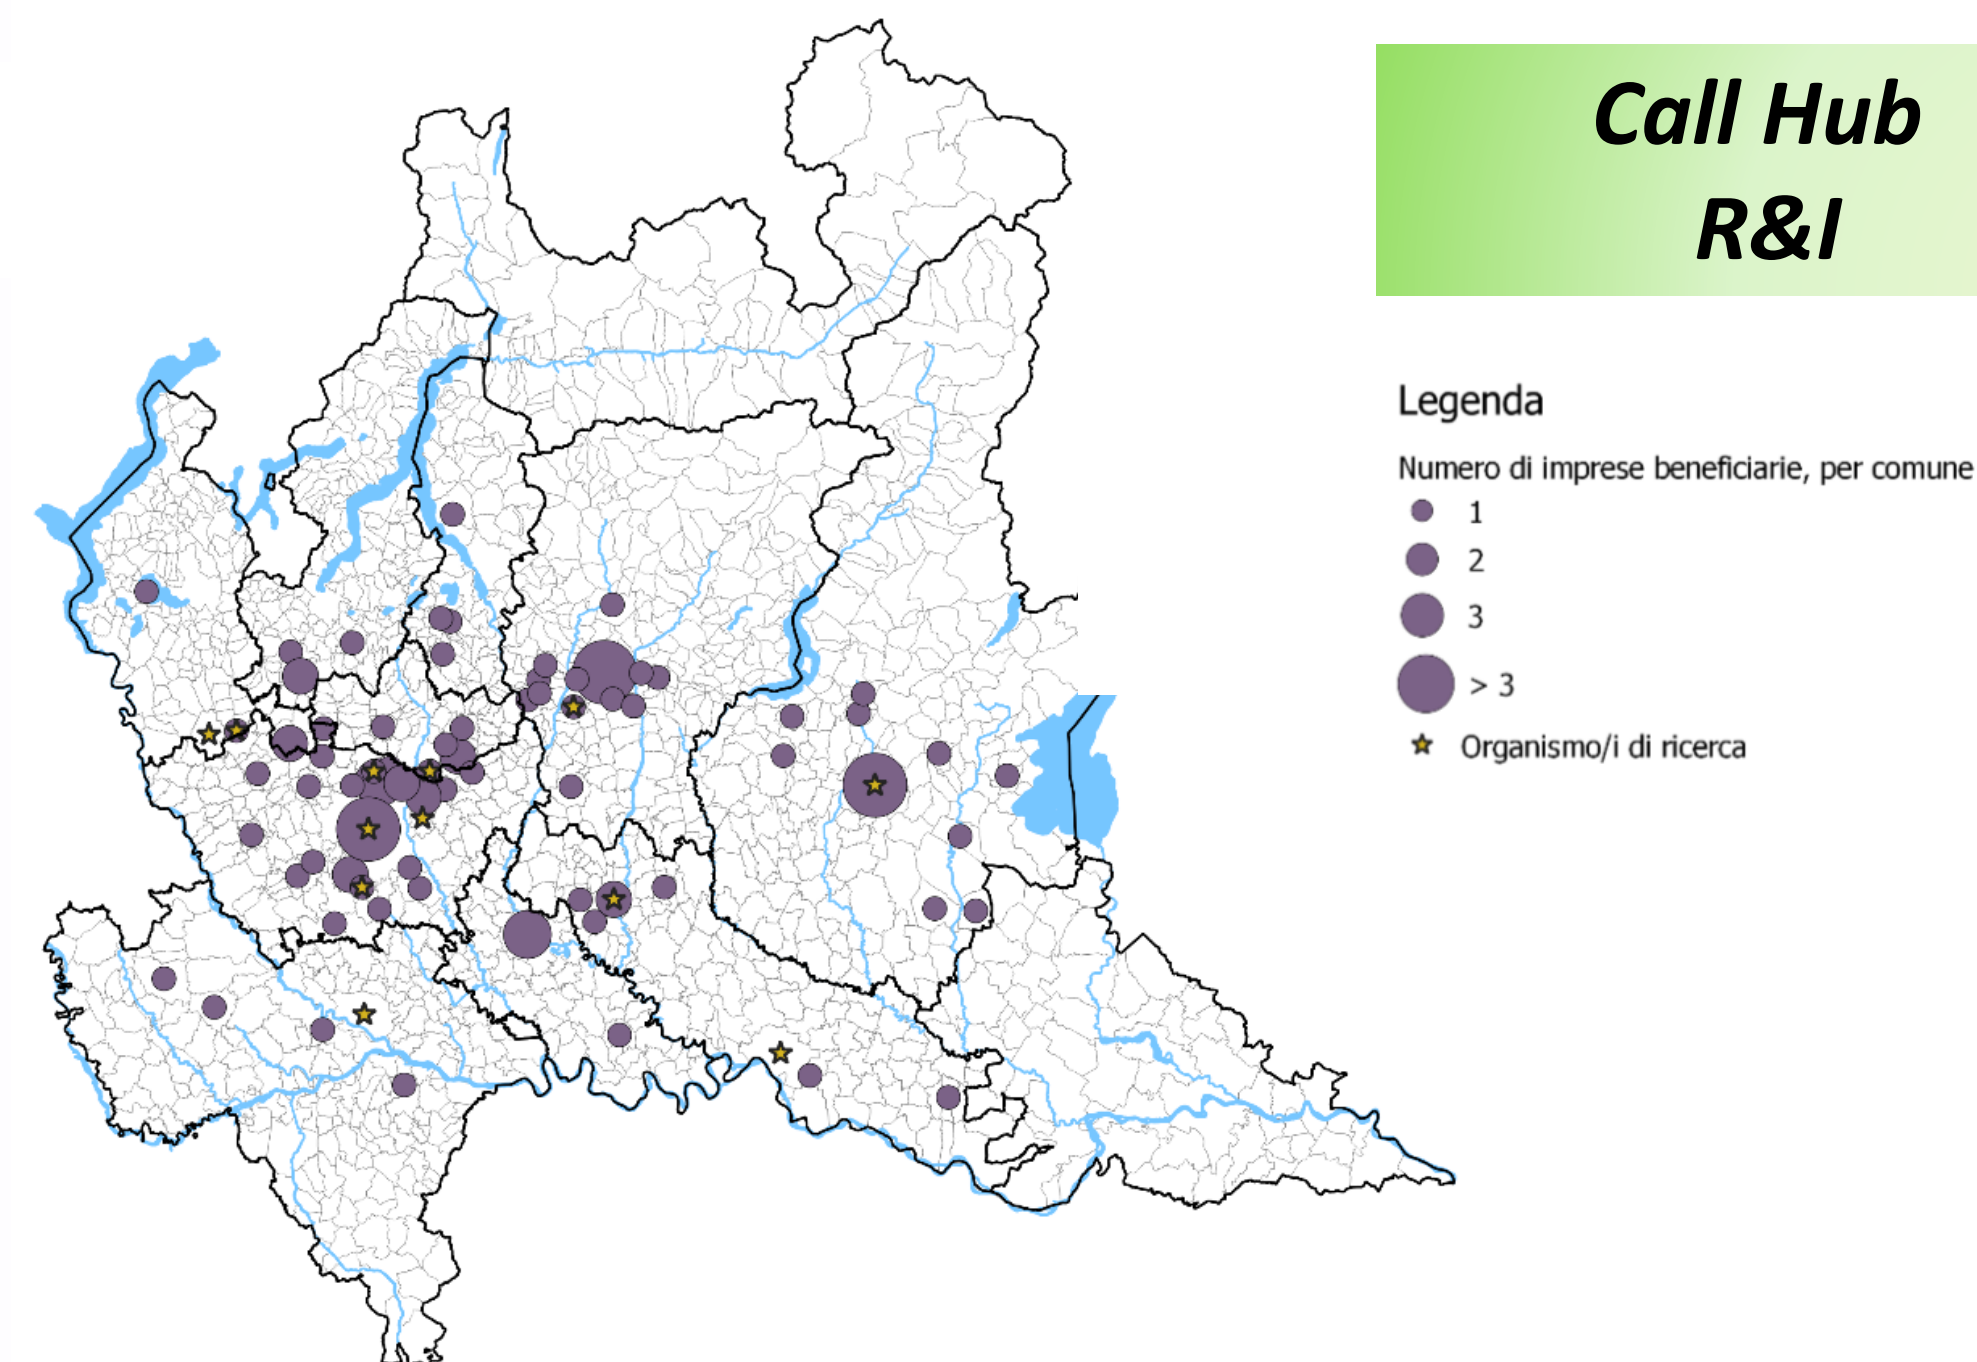 Call Hub
R&I
Legenda
Numero di imprese beneficiarie, per comune
1
2
3
> 3
Organismo/i di ricerca